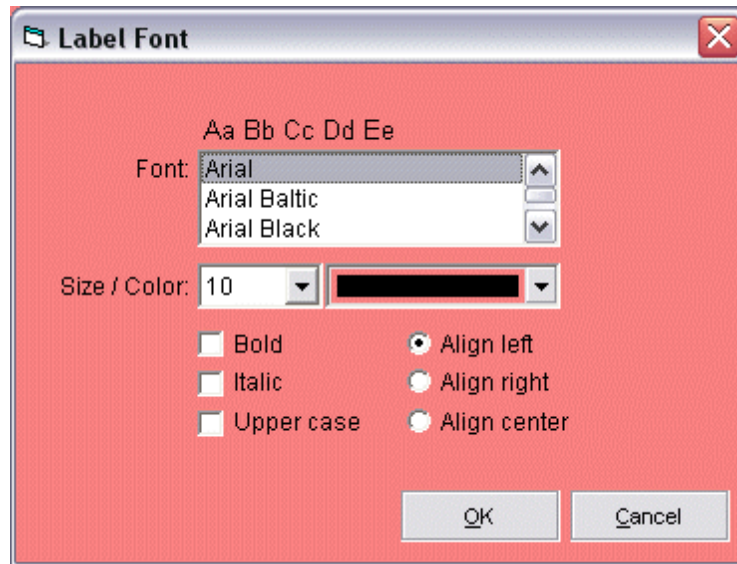 Label Font
Aa Bb Cc Dd Ee
Font: Arial
Arial Baltic
Arial Black
Size / Color: 10
Bold Align left
Italic Align right
Upper case Align center
OK Cancel